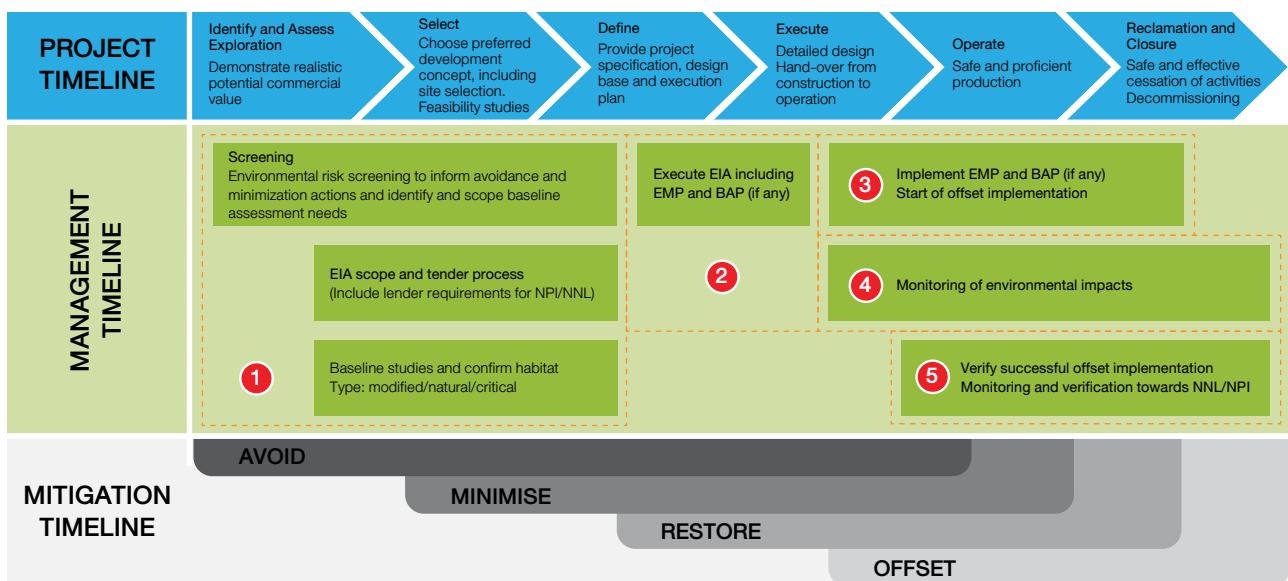 PROJECT
TIMELINE
Identify and Assess
Exploration
Demonstrate realistic
potential commercial
value
Select
Choose preferred
development
concept, including
site selection.
Feasibility studies
Define
Provide project
specification, design
base and execution
plan
Execute
Detailed design
Hand-over from
construction to
operation
Operate
Safe and proficient
production
Reclamation and
Closure
Safe and effective
cessation of activities
Decommissioning
MANAGEMENT
TIMELINE
Screening
Environmental risk screening to inform avoidance and
minimization actions and identify and scope baseline
assessment needs
EIA scope and tender process
(Include lender requirements for NPI/NNL)
1
Baseline studies and confirm habitat
Type: modified/natural/critical
Execute EIA including
EMP and BAP (if any)
2
3
Implement EMP and BAP (if any)
Start of offset implementation
4
Monitoring of environmental impacts
5
Verify successful offset implementation
Monitoring and verification towards NNL/NPI
MITIGATION
TIMELINE
AVOID
MINIMISE
RESTORE
OFFSET